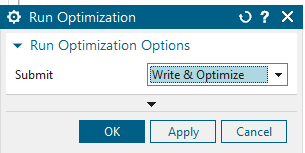 Run Optimization
Run Optimization Options
Submit
Write & Optimize
OK
Apply
Cancel